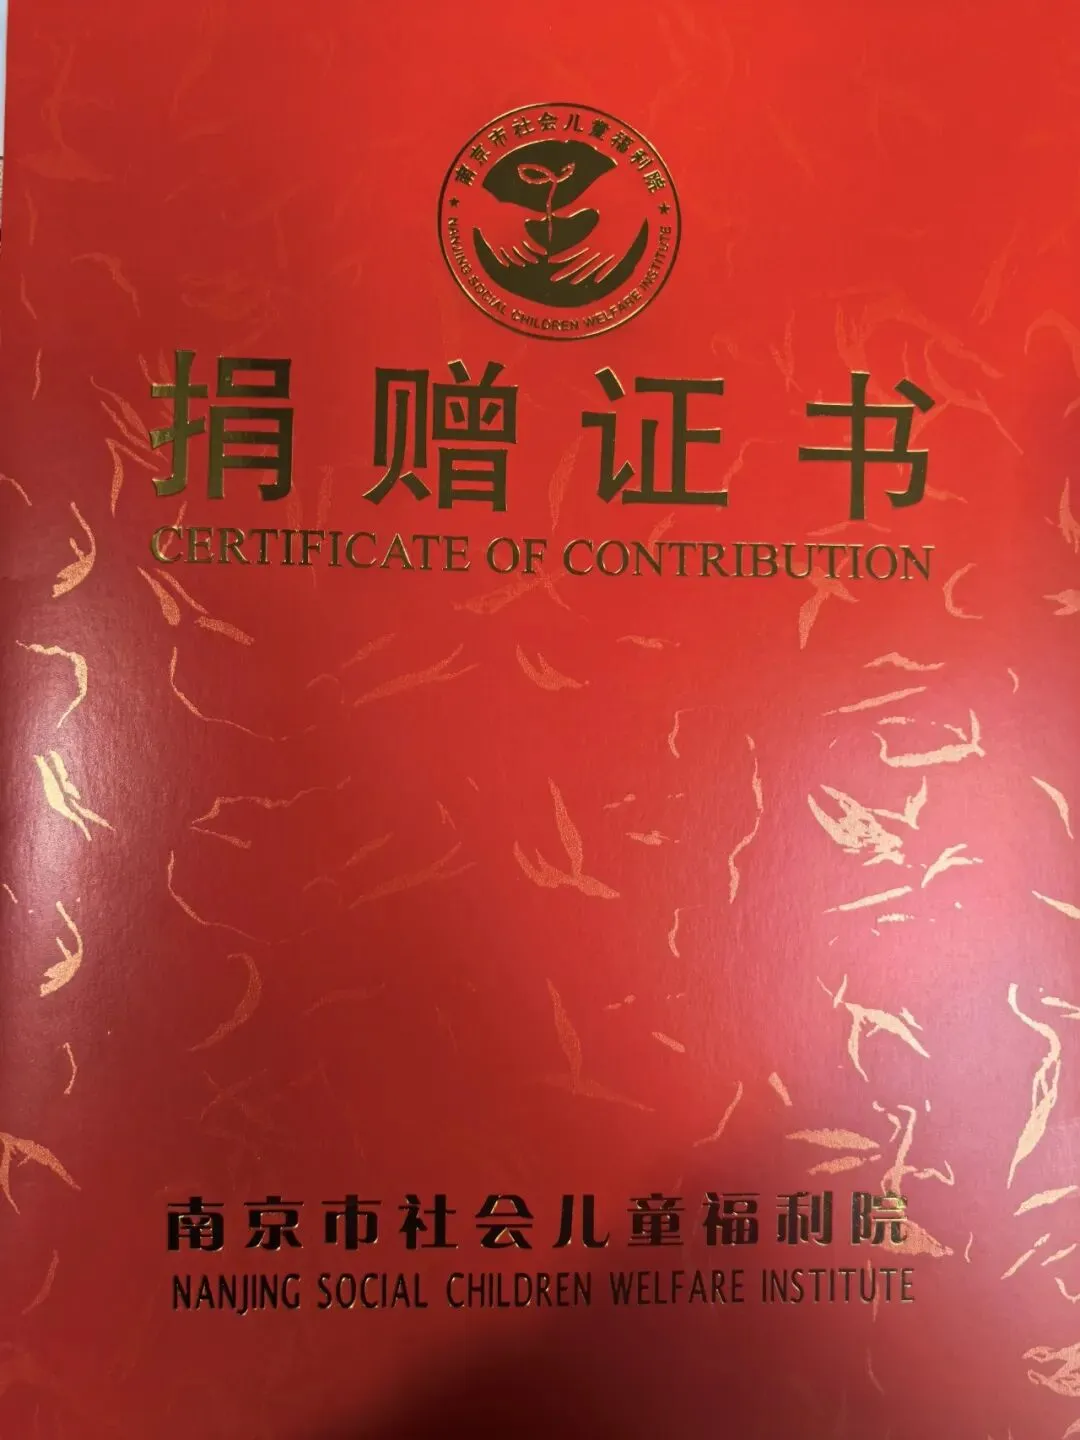 南京市社会儿童福利院
NANJING SOCIAL CHILDREN WELFARE INSTITUTE
捐赠证书
CERTIFICATE OF CONTRIBUTION
南京市社会儿童福利院
NANJING SOCIAL CHILDREN WELFARE INSTITUTE